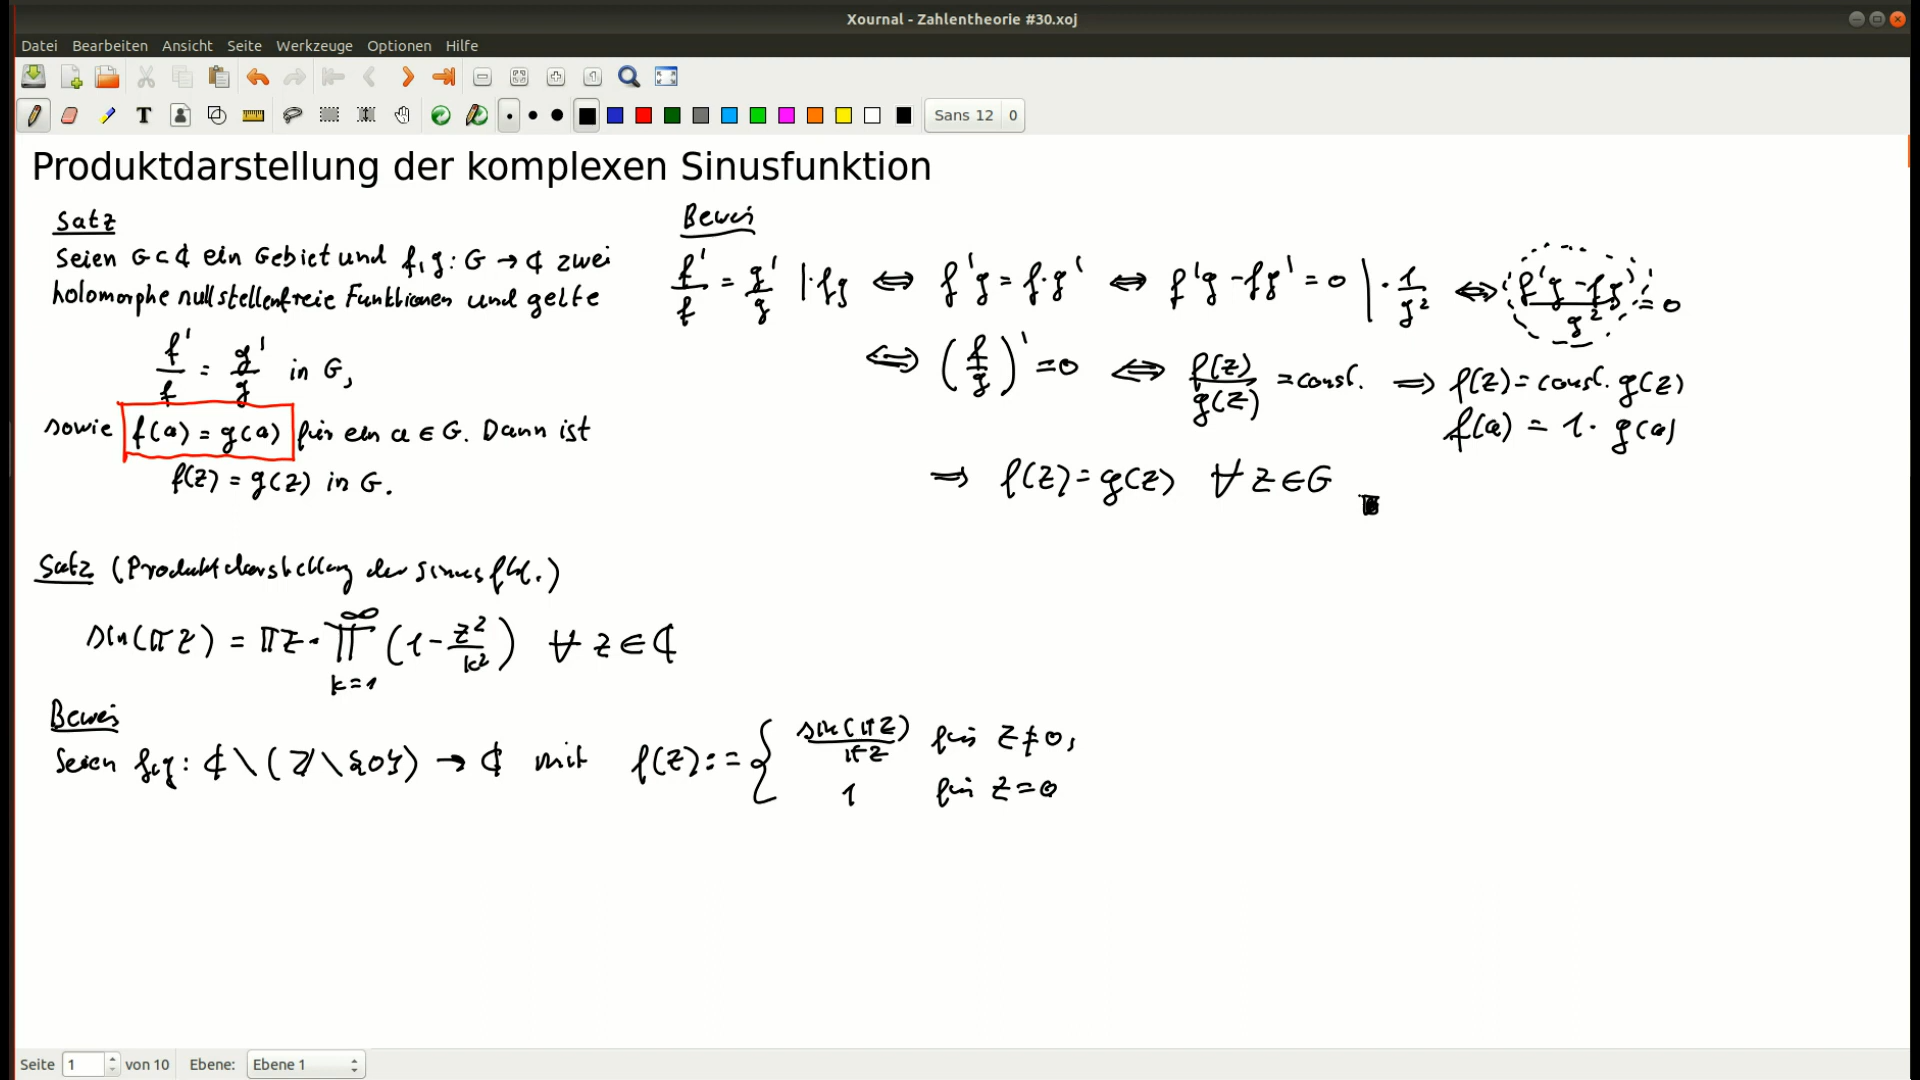 Xournal - Zahlentheorie #30.xoj
Datei Bearbeiten Ansicht Seite Werkzeuge Optionen Hilfe
Sans 12 0
Produktdarstellung der komplexen Sinusfunktion
Satz
Seien G⊂ℂ ein Gebiet und f,g: G → ℂ zwei
holomorphe nullstellenfreie Funktionen und gelte
f'/f = g'/g in G,
sowie f(a) = g(a) für ein a ∈ G. Dann ist
f(z) = g(z) in G.
Beweis
f'/f = g'/g |·fg ⟺ f'g = f·g' ⟺ f'g - fg' = 0 | · 1/g² ⟺ (f'g - fg')/g² = 0
⟺ (f/g)' = 0 ⟺ f(z)/g(z) = const. ⟹ f(z) = const. g(z)
f(a) = 1 · g(a)
⟹ f(z) = g(z) ∀ z ∈ G
Satz (Produktdarstellung der Sinusfkt.)
sin(πz) = πz · ∏_{k=1}^{∞} (1 - z²/k²) ∀ z ∈ ℂ
Beweis
Seien f,g: ℂ \ (ℤ \ {0}) → ℂ mit f(z) := { sin(πz)/πz für z ≠ 0,
1 für z = 0
Seite 1 von 10 Ebene: Ebene 1